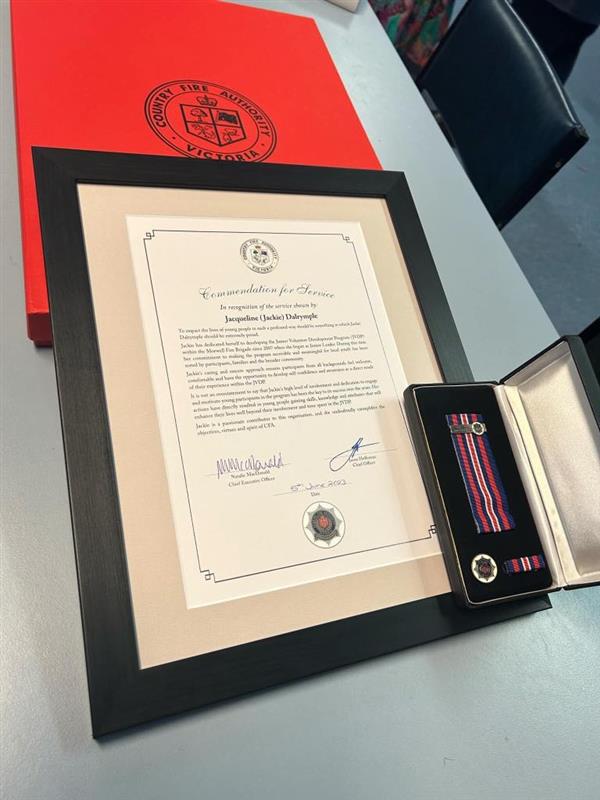 COUNTRY FIRE AUTHORITY
VICTORIA
COUNTRY FIRE AUTHORITY
VICTORIA
Commendation for Service
In recognition of the service shown by:
Jacqueline (Jackie) Dalrymple
To impact the lives of young people in such a profound way should be something at which Jackie
Dalrymple should be extremely proud.
Jackie has dedicated herself to developing the Junior Volunteer Development Program (JVDP)
within the Morwell Fire Brigade since 2007 when she began as Junior Leader. During this time
her commitment to making the program accessible and meaningful for local youth has been
noted by participants, families and the broader community.
Jackie's caring and sincere approach ensures participants from all backgrounds feel welcome,
comfortable and have the opportunity to develop self-confidence and awareness as a direct result
of their experience within the JVDP.
It is not an overstatement to say that Jackie's high level of involvement and dedication to engage
and motivate young participants in the program has been the key to its success over the years. Her
actions have directly resulted in young people gaining skills, knowledge and attributes that will
enhance their lives well beyond their involvement and time spent in the JVDP.
Jackie is a passionate contributor to this organisation, and she undoubtedly exemplifies the
objectives, virtues and spirit of CFA.
Natalie MacDonald
Chief Executive Officer
Jason Heffernan
Chief Officer
5th June 2023
Date